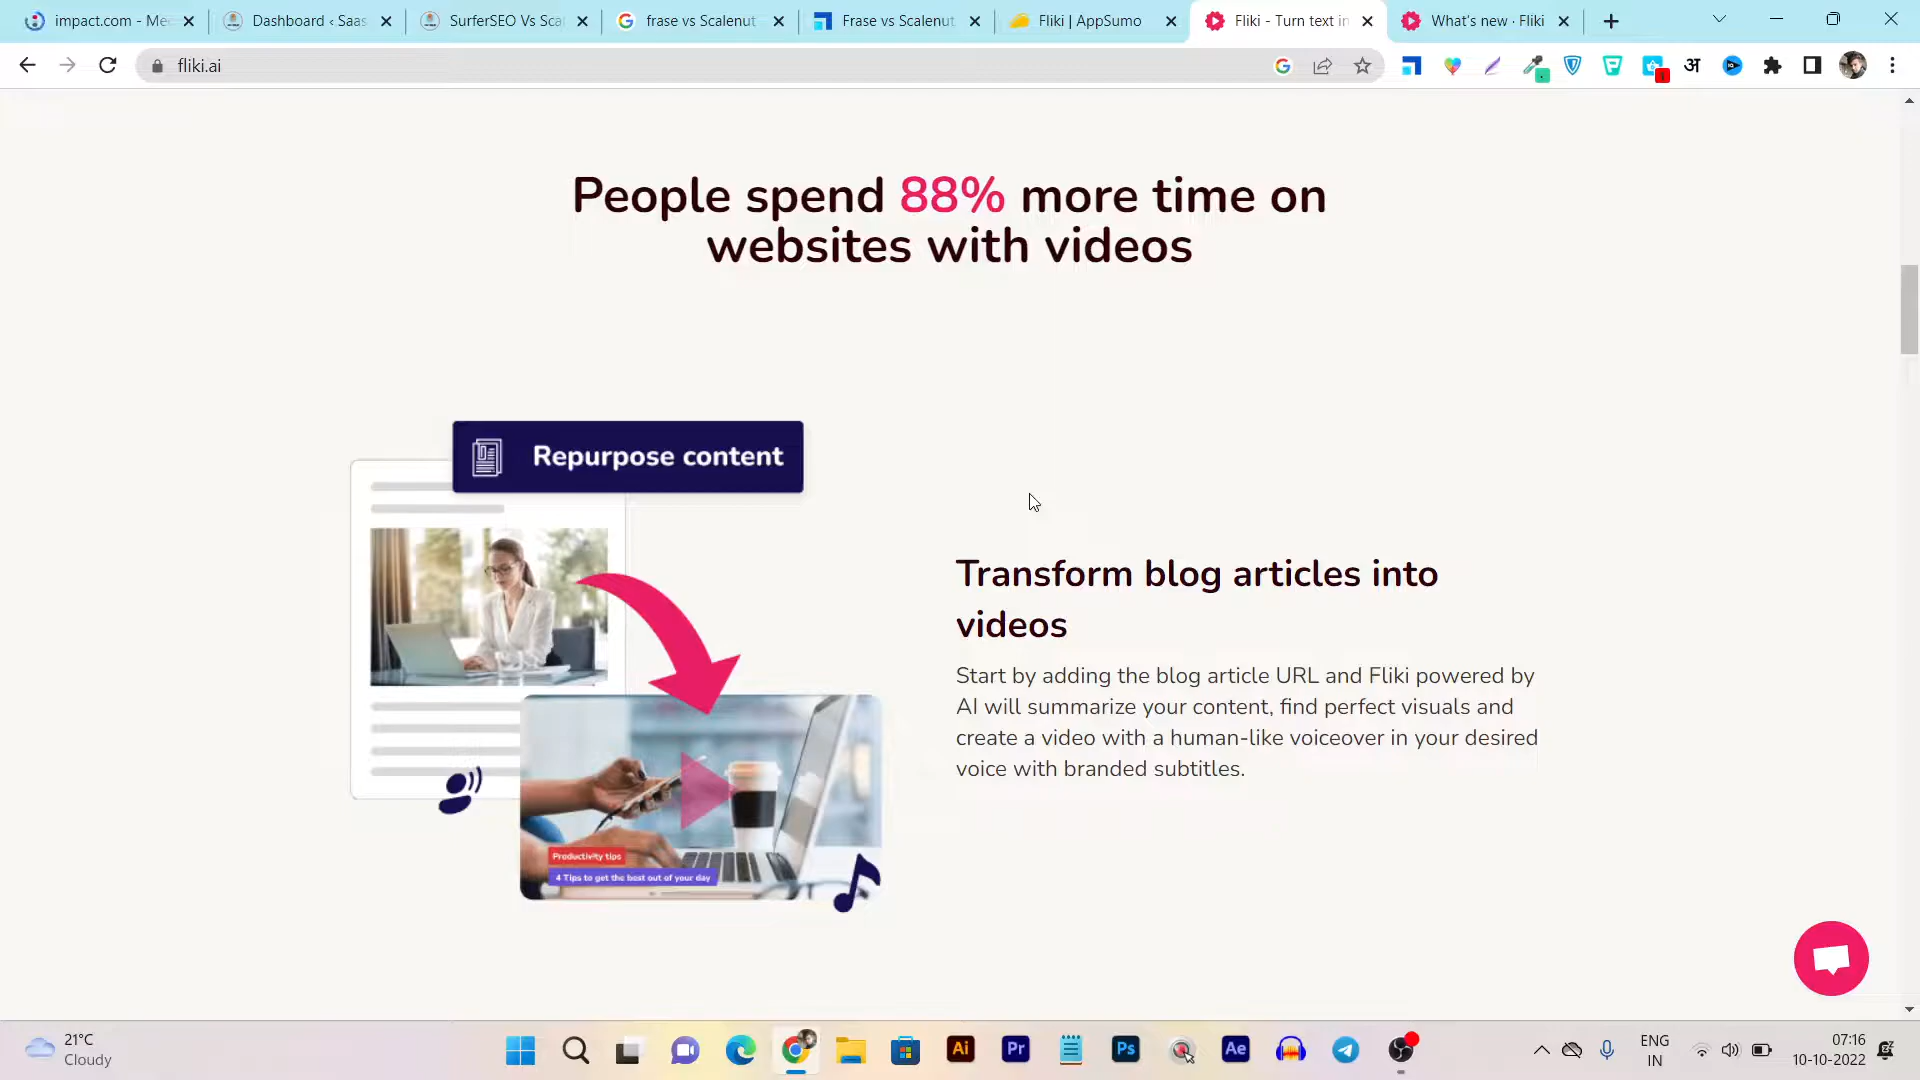 impact.com - Me
Dashboard ‹ Saas
SurferSEO Vs Sca
frase vs Scalenut
Frase vs Scalenut
Fliki | AppSumo
Fliki - Turn text in
What's new · Fliki
fliki.ai
अ
People spend 88% more time on
websites with videos
Repurpose content
Transform blog articles into
videos
Start by adding the blog article URL and Fliki powered by
AI will summarize your content, find perfect visuals and
create a video with a human-like voiceover in your desired
voice with branded subtitles.
Productivity tips
4 Tips to get the best out of your day
21°C
Cloudy
Ai
Pr
Ps
Ae
ENG
IN
07:16
10-10-2022